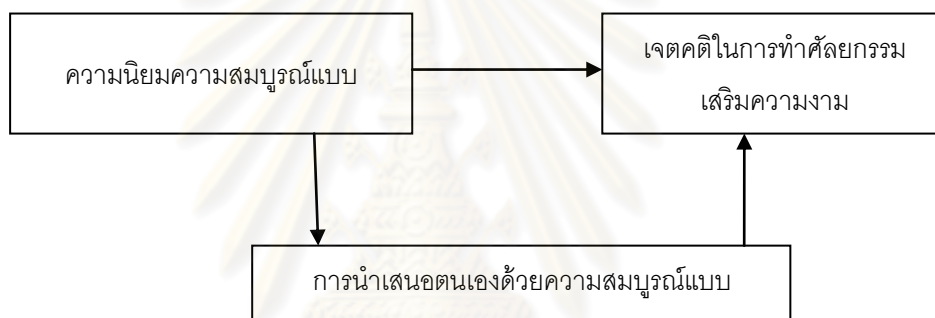 ความนิยมความสมบูรณ์แบบ
เจตคติในการทำศัลยกรรม
เสริมความงาม
การนำเสนอตนเองด้วยความสมบูรณ์แบบ